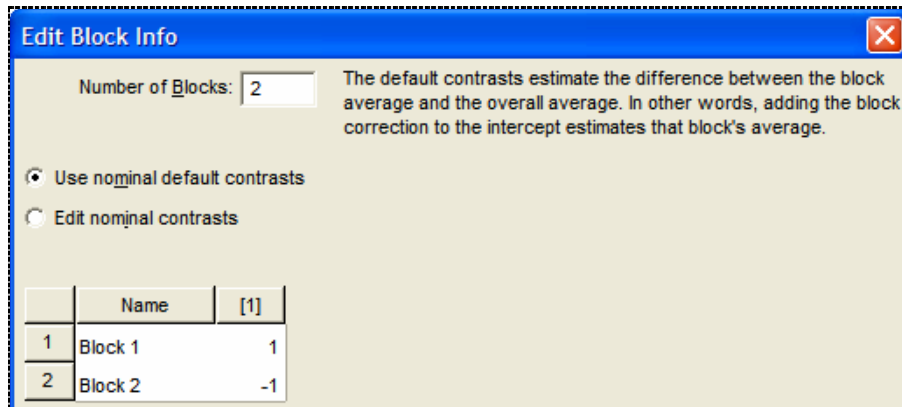 Edit Block Info
Number of Blocks: 2
The default contrasts estimate the difference between the block
average and the overall average. In other words, adding the block
correction to the intercept estimates that block's average.
Use nominal default contrasts
Edit nominal contrasts
Name [1]
1 Block 1 1
2 Block 2 -1